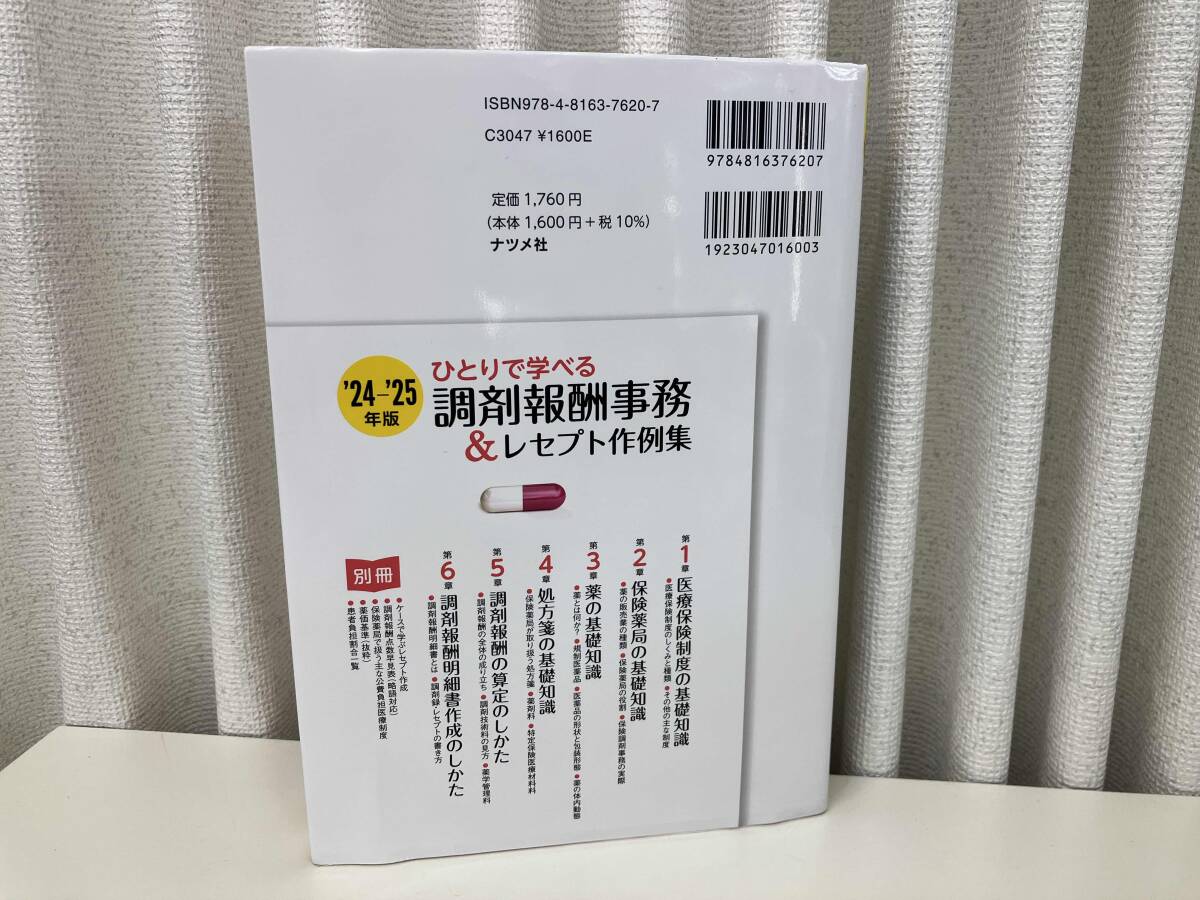 ISBN978-4-8163-7620-7
C3047 ¥1600E
9784816376207
定価1,760円
(本体1,600円＋税10%)
ナツメ社
1923047016003
'24–'25
年版
ひとりで学べる
調剤報酬事務
&レセプト作例集
第1章 医療保険制度の基礎知識
●医療保険制度のしくみと種類 ●その他の主な制度
第2章 保険薬局の基礎知識
●薬の販売業の種類 ●保険薬局の役割 ●保険調剤事務の実際
第3章 薬の基礎知識
●薬とは何か? ●規制医薬品 ●医薬品の形状と包装形態 ●薬の体内動態
第4章 処方箋の基礎知識
●保険薬局が取り扱う処方箋 ●薬剤料 ●特定保険医療材料料
第5章 調剤報酬の算定のしかた
●調剤報酬の全体の成り立ち ●調剤技術料の見方 ●薬学管理料
第6章 調剤報酬明細書作成のしかた
●調剤報酬明細書とは ●調剤録・レセプトの書き方
別冊
●ケースで学ぶレセプト作成
●調剤報酬点数早見表(略語対応)
●保険薬局で扱う主な公費負担医療制度
●薬価基準(抜粋)
●患者負担割合一覧